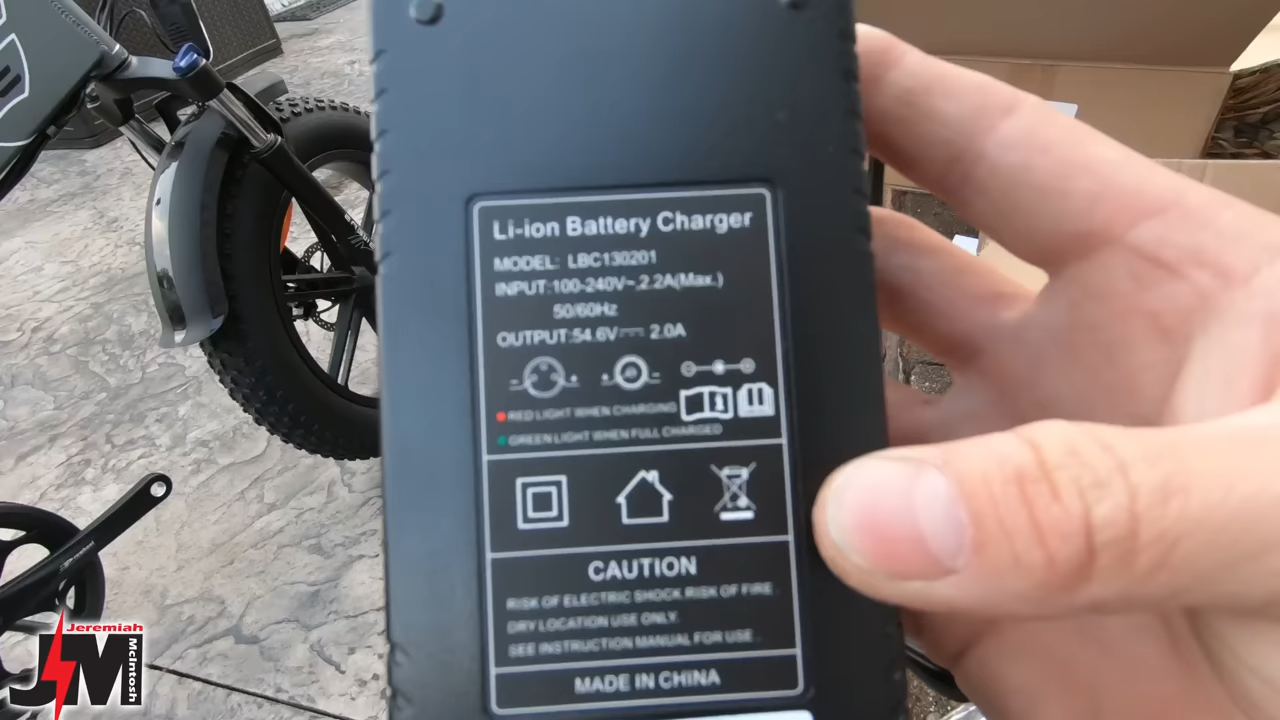 Li-ion Battery Charger
MODEL: LBC130201
INPUT:100-240V~,2.2A(Max.)
50/60Hz
OUTPUT:54.6V 2.0A
RED LIGHT WHEN CHARGING
GREEN LIGHT WHEN FULL CHARGED
CAUTION
RISK OF ELECTRIC SHOCK RISK OF FIRE.
DRY LOCATION USE ONLY.
SEE INSTRUCTION MANUAL FOR USE.
MADE IN CHINA
Jeremiah
JM
McIntosh